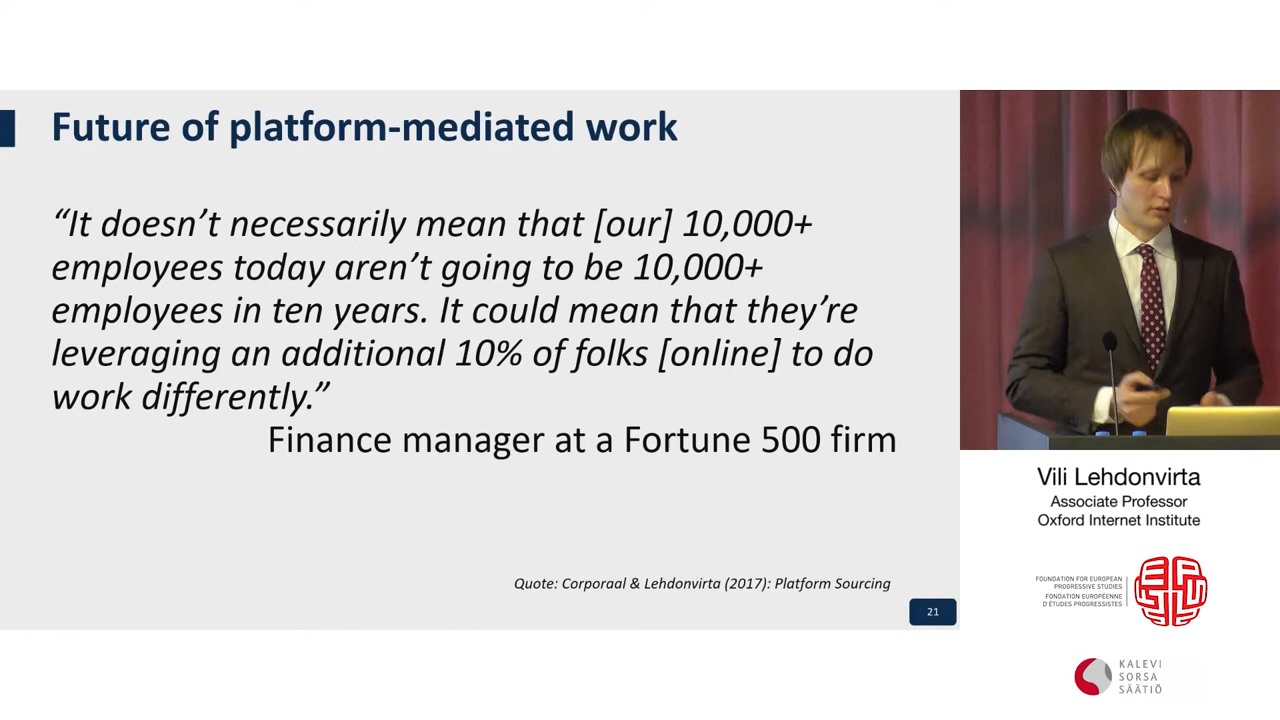 Future of platform-mediated work
“It doesn’t necessarily mean that [our] 10,000+
employees today aren’t going to be 10,000+
employees in ten years. It could mean that they’re
leveraging an additional 10% of folks [online] to do
work differently.”
Finance manager at a Fortune 500 firm
Quote: Corporaal & Lehdonvirta (2017): Platform Sourcing
21
Vili Lehdonvirta
Associate Professor
Oxford Internet Institute
FOUNDATION FOR EUROPEAN
PROGRESSIVE STUDIES
FONDATION EUROPÉENNE
D'ÉTUDES PROGRESSISTES
KALEVI
SORSA
SÄÄTIÖ